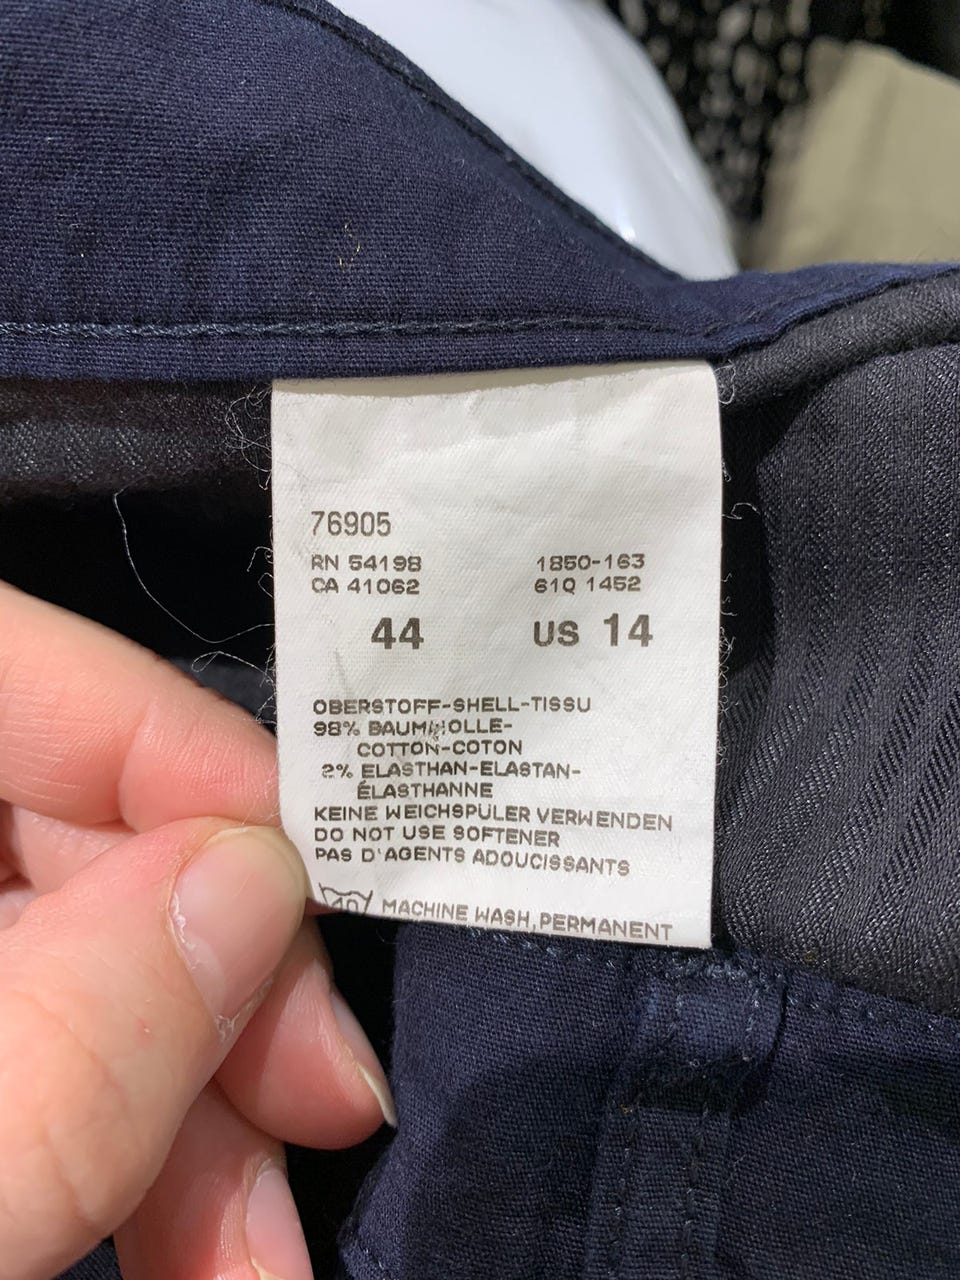 76905
RN 54198 1850-163
CA 41062 61Q 1452
44 US 14
OBERSTOFF-SHELL-TISSU
98% BAUMWOLLE-
COTTON-COTON
2% ELASTHAN-ELASTAN-
ÉLASTHANNE
KEINE WEICHSPÜLER VERWENDEN
DO NOT USE SOFTENER
PAS D'AGENTS ADOUCISSANTS
40 MACHINE WASH, PERMANENT